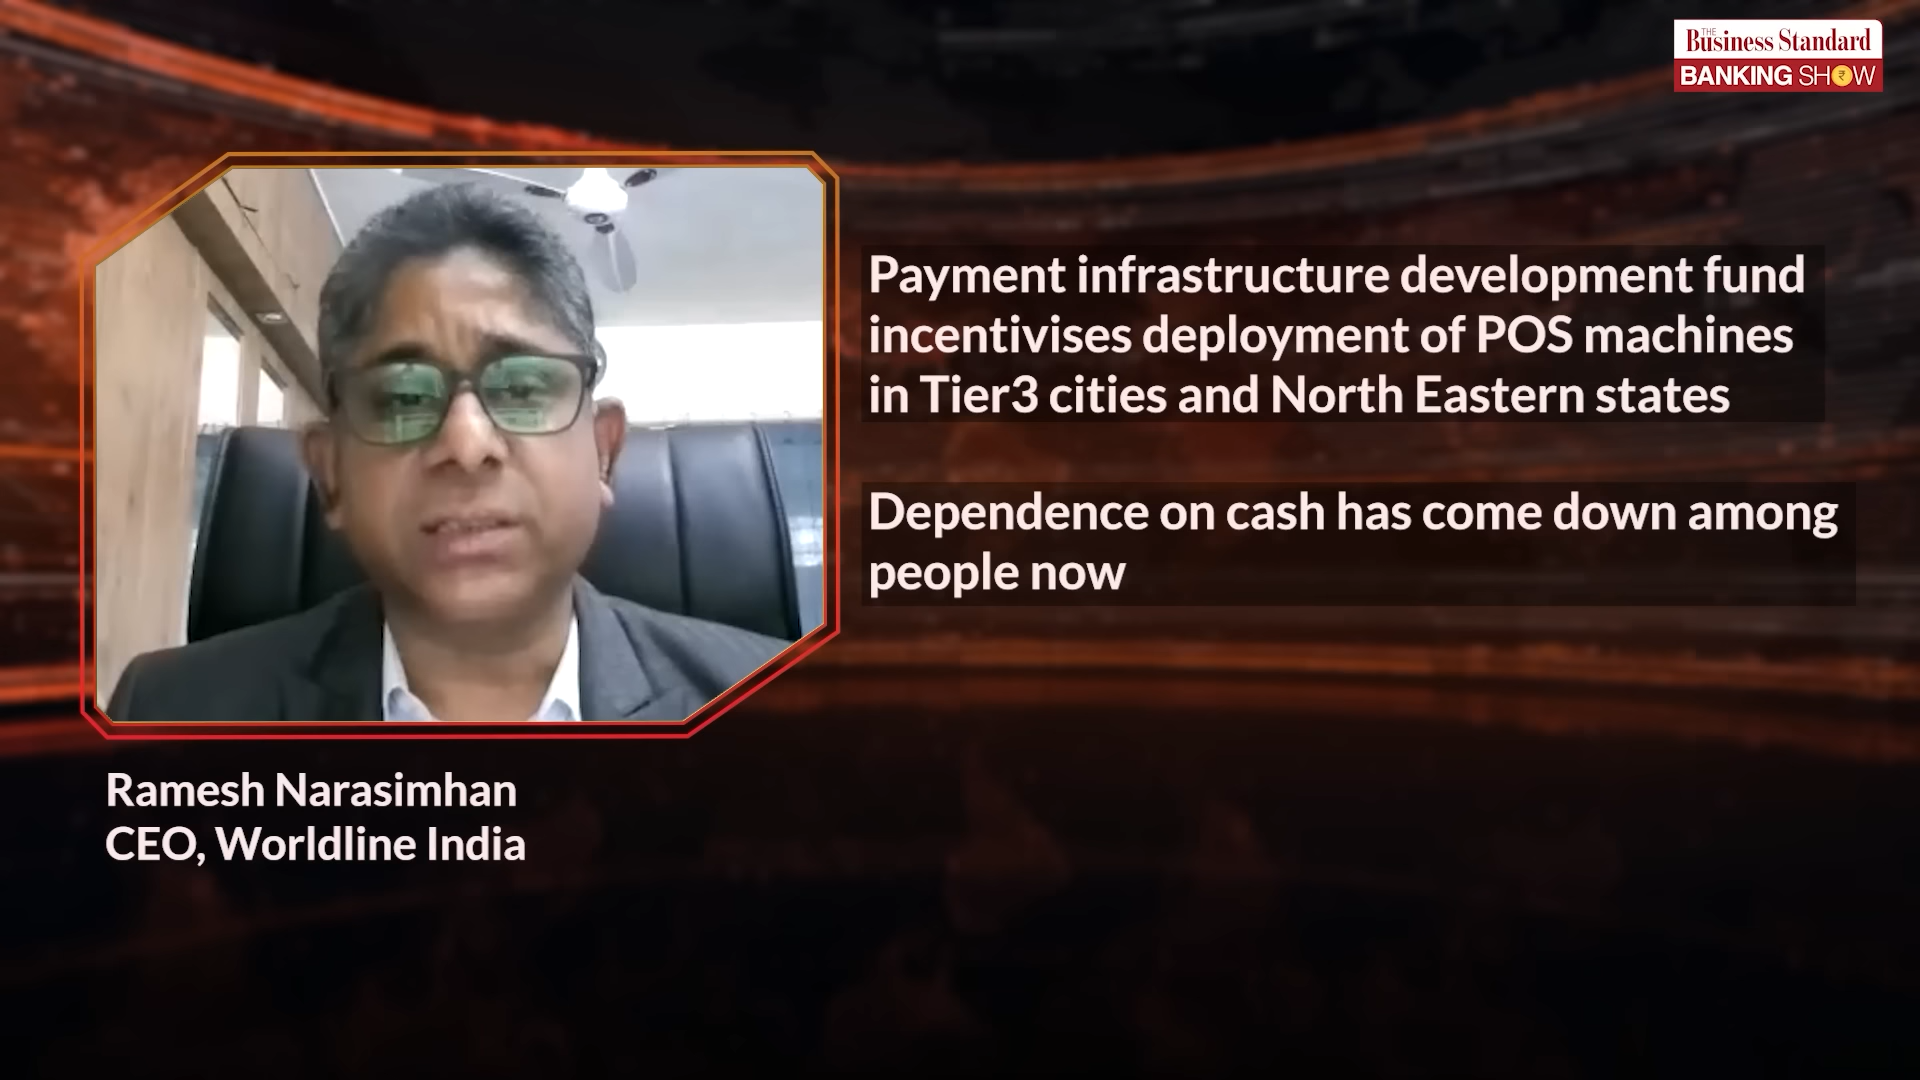 THE
Business Standard
BANKING SHOW
Payment infrastructure development fund
incentivises deployment of POS machines
in Tier3 cities and North Eastern states
Dependence on cash has come down among
people now
Ramesh Narasimhan
CEO, Worldline India